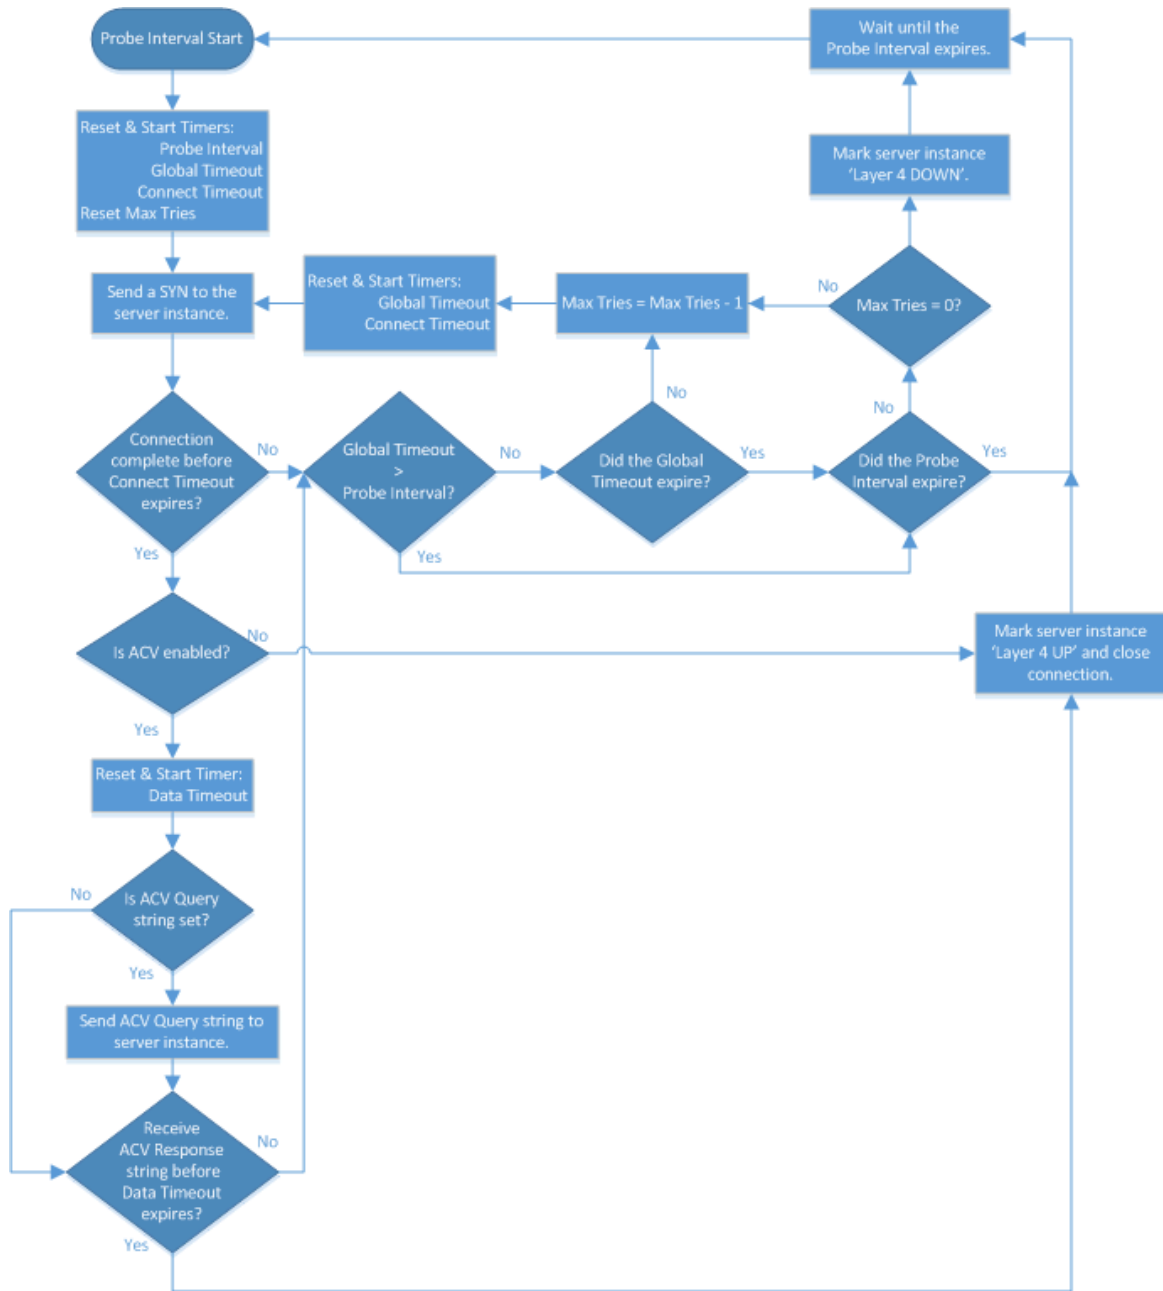 Probe Interval Start
Wait until the
Probe Interval expires.
Reset & Start Timers:
Probe Interval
Global Timeout
Connect Timeout
Reset Max Tries
Mark server instance
‘Layer 4 DOWN’.
Send a SYN to the
server instance.
Reset & Start Timers:
Global Timeout
Connect Timeout
Max Tries = Max Tries - 1
No
Max Tries = 0?
No
No
Connection
complete before
Connect Timeout
expires?
No
Global Timeout
>
Probe Interval?
No
Did the Global
Timeout expire?
Yes
Did the Probe
Interval expire?
Yes
Yes
Yes
Is ACV enabled?
No
Mark server instance
‘Layer 4 UP’ and close
connection.
Yes
Reset & Start Timer:
Data Timeout
No
Is ACV Query
string set?
Yes
Send ACV Query string to
server instance.
Receive
ACV Response
string before
Data Timeout
expires?
No
Yes